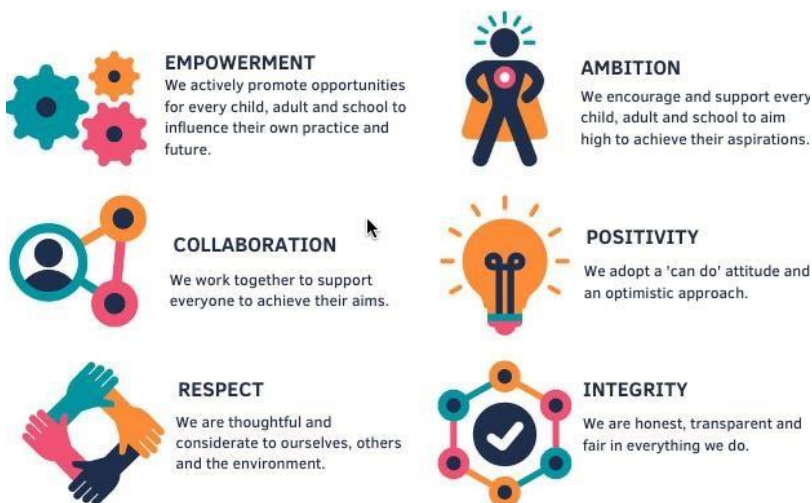 EMPOWERMENT
We actively promote opportunities
for every child, adult and school to
influence their own practice and
future.
AMBITION
We encourage and support every
child, adult and school to aim
high to achieve their aspirations.
COLLABORATION
We work together to support
everyone to achieve their aims.
POSITIVITY
We adopt a 'can do' attitude and
an optimistic approach.
RESPECT
We are thoughtful and
considerate to ourselves, others
and the environment.
INTEGRITY
We are honest, transparent and
fair in everything we do.